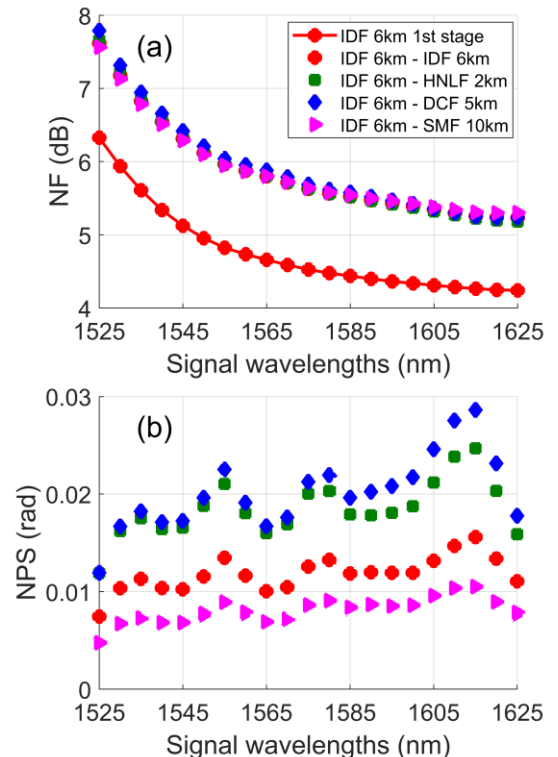 (a)
IDF 6km 1st stage
IDF 6km - IDF 6km
IDF 6km - HNLF 2km
IDF 6km - DCF 5km
IDF 6km - SMF 10km
NF (dB)
8
7
6
5
4
1525 1545 1565 1585 1605 1625
Signal wavelengths (nm)
(b)
NPS (rad)
0.03
0.02
0.01
0
1525 1545 1565 1585 1605 1625
Signal wavelengths (nm)